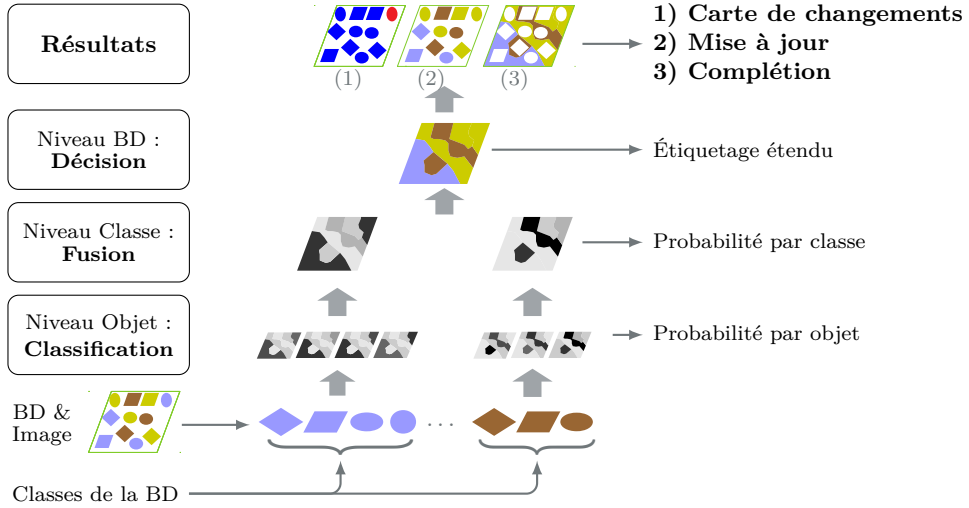 Résultats
(1) (2) (3)
1) Carte de changements
2) Mise à jour
3) Complétion
Niveau BD :
Décision
Étiquetage étendu
Niveau Classe :
Fusion
Probabilité par classe
Niveau Objet :
Classification
Probabilité par objet
BD &
Image
. . .
Classes de la BD